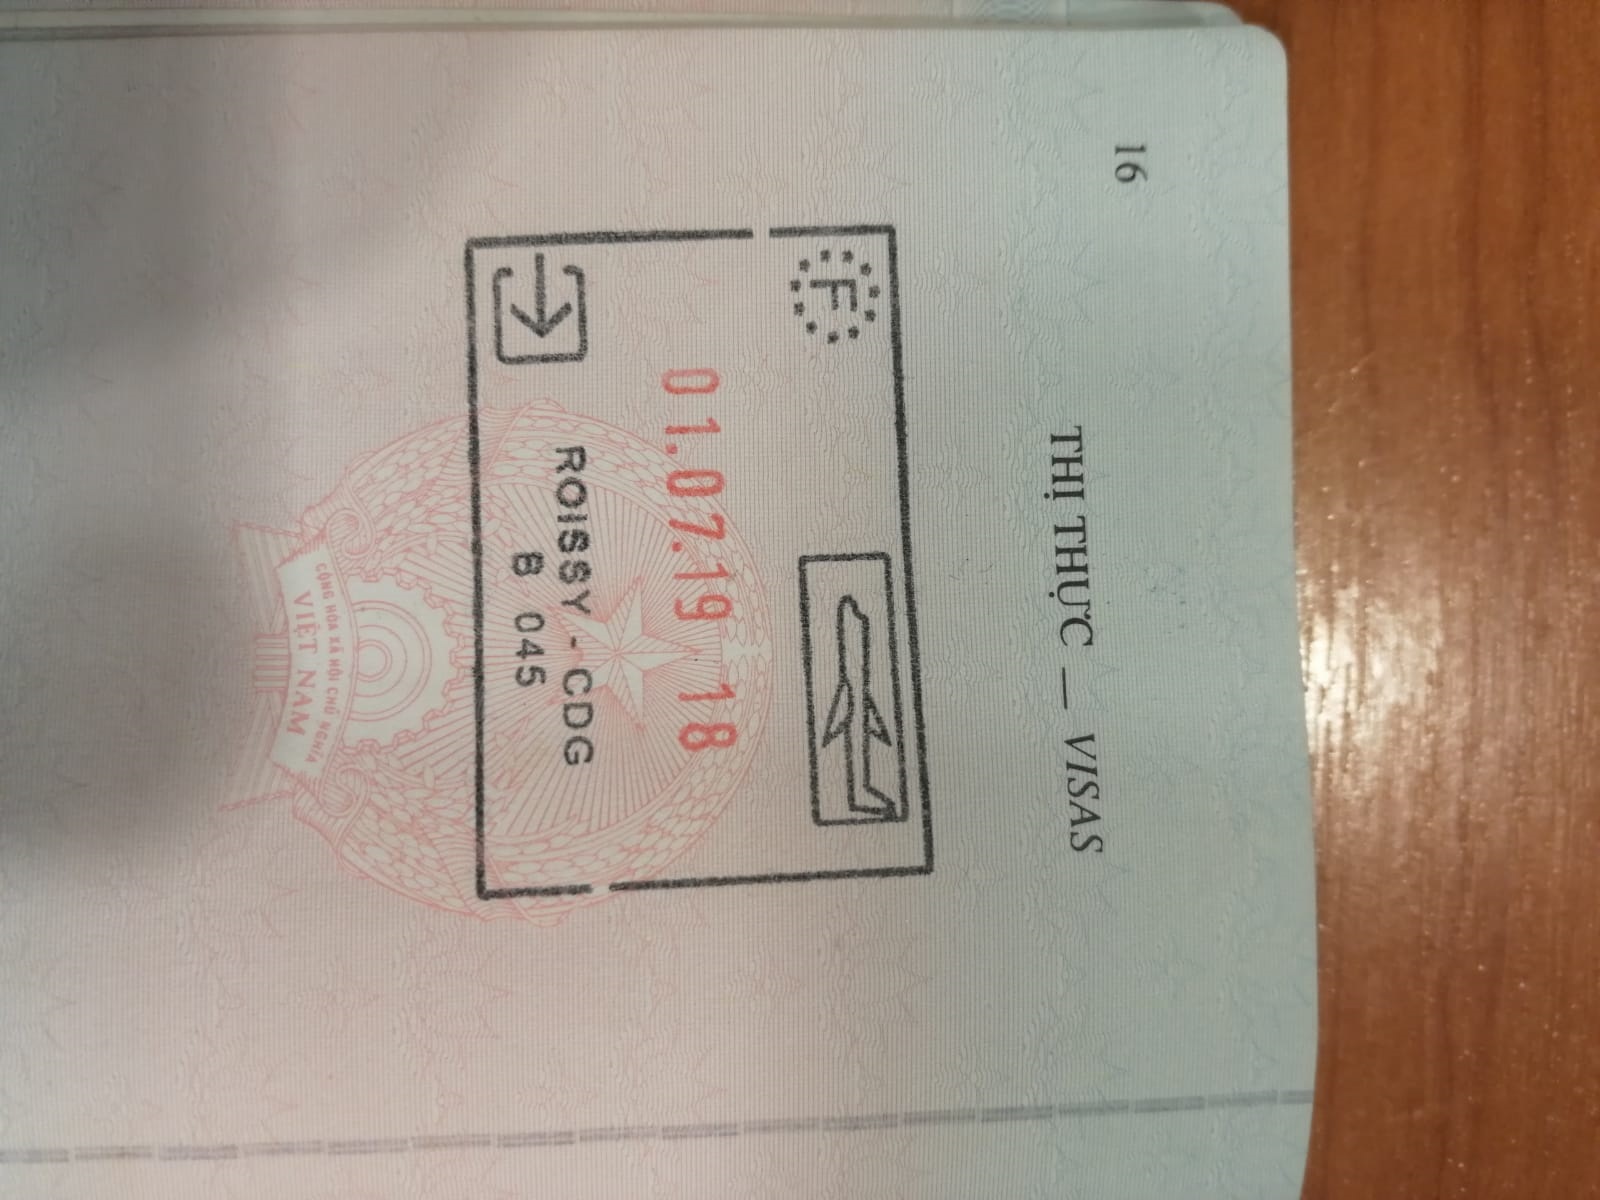 16
THỊ THỰC — VISAS
F
01.07.19 18
ROISSY - CDG
B 045
CỘNG HÒA XÃ HỘI CHỦ NGHĨA
VIỆT NAM